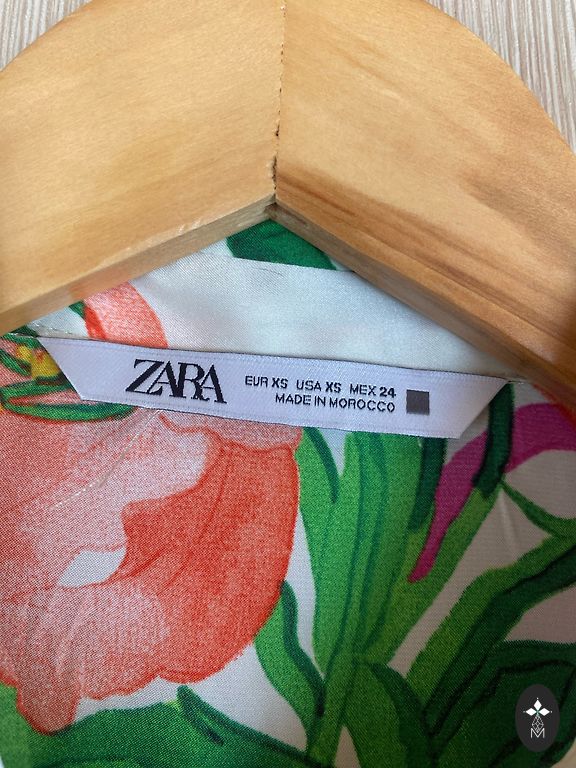 ZARA
EUR XS USA XS MEX 24
MADE IN MOROCCO
M